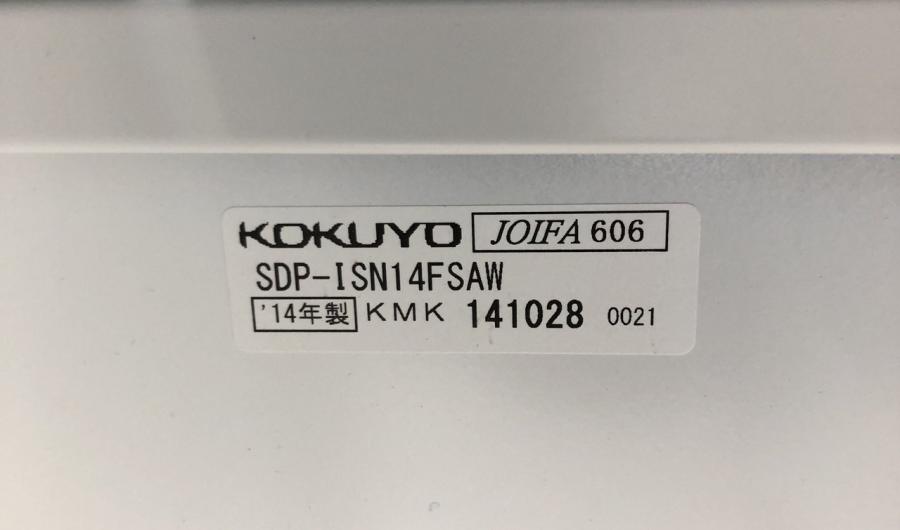 KOKUYO JOIFA 606
SDP-ISN14FSAW
'14年製 KMK 141028 0021